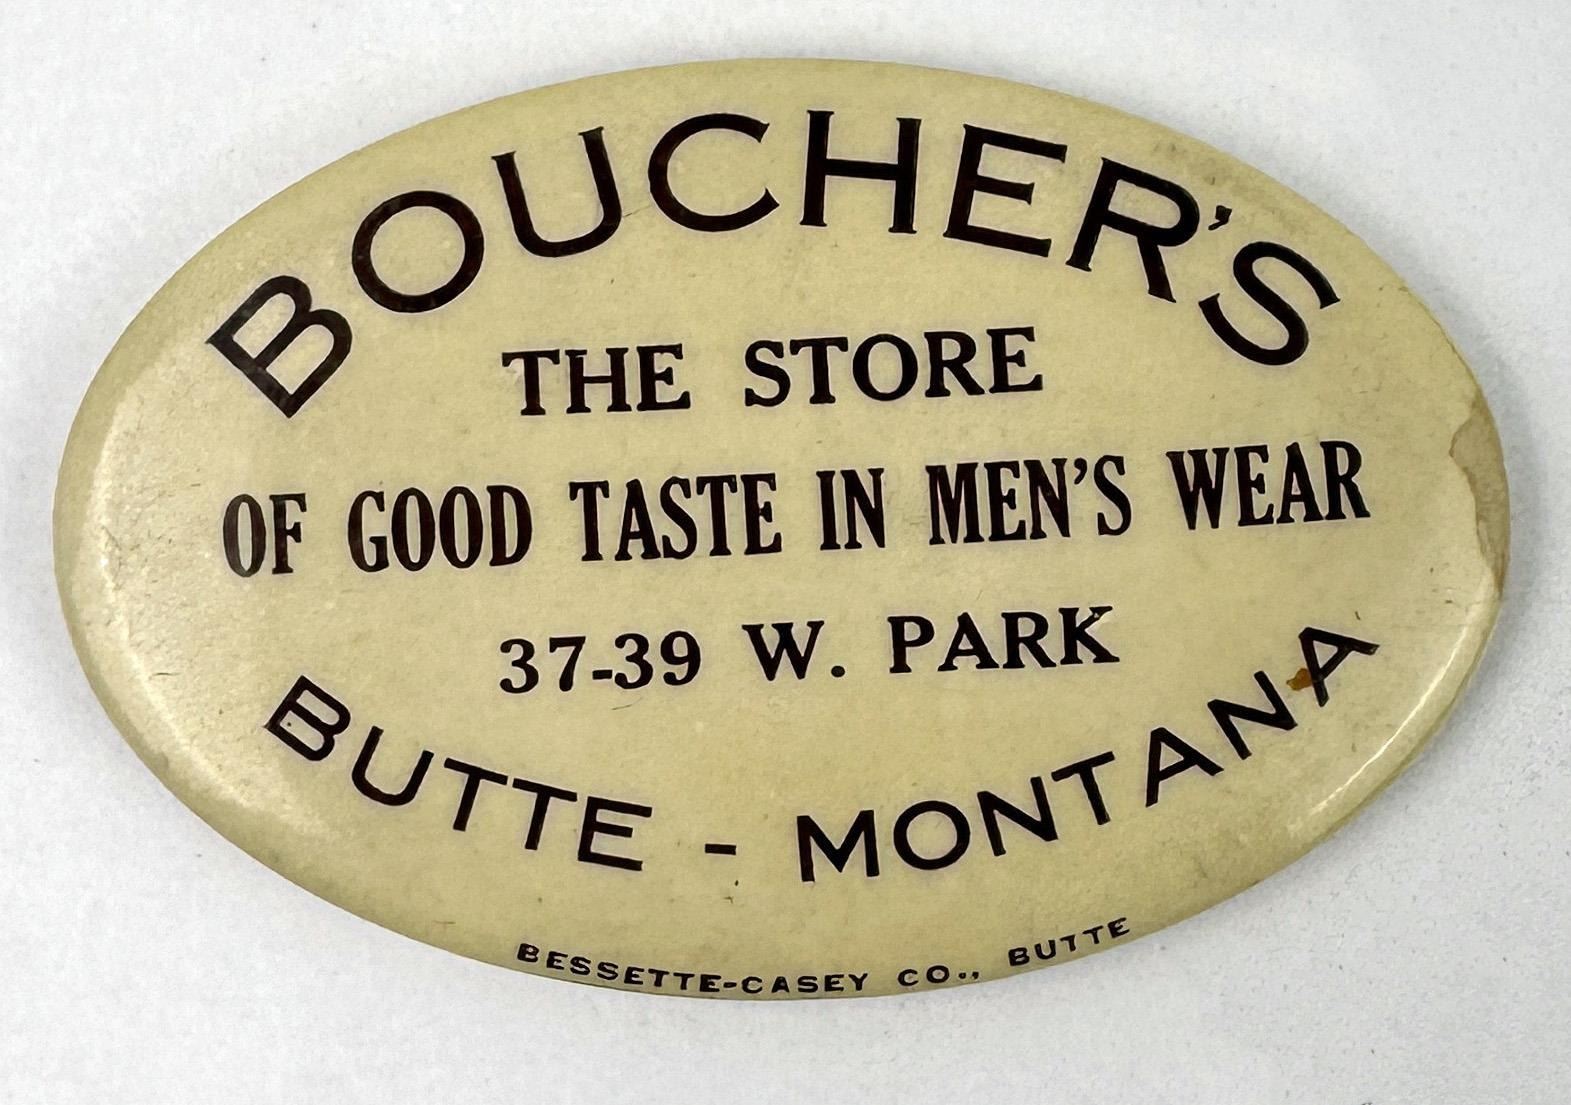 BOUCHER'S
THE STORE
OF GOOD TASTE IN MEN'S WEAR
37-39 W. PARK
BUTTE - MONTANA
BESSETTE-CASEY CO., BUTTE